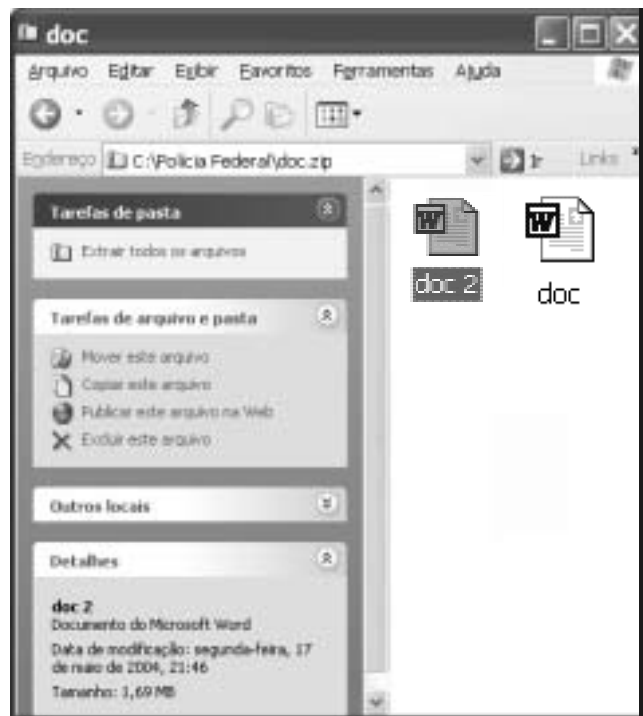 doc
Arquivo Editar Exibir Favoritos Ferramentas Ajuda
Endereço C:\Policia Federal\doc.zip Ir Links
Tarefas de pasta
Extrair todos os arquivos
Tarefas de arquivo e pasta
Mover este arquivo
Copiar este arquivo
Publicar este arquivo na Web
Excluir este arquivo
Outros locais
Detalhes
doc 2
Documento do Microsoft Word
Data de modificação: segunda-feira, 17
de maio de 2004, 21:46
Tamanho: 1,69 MB
W
doc 2
W
doc